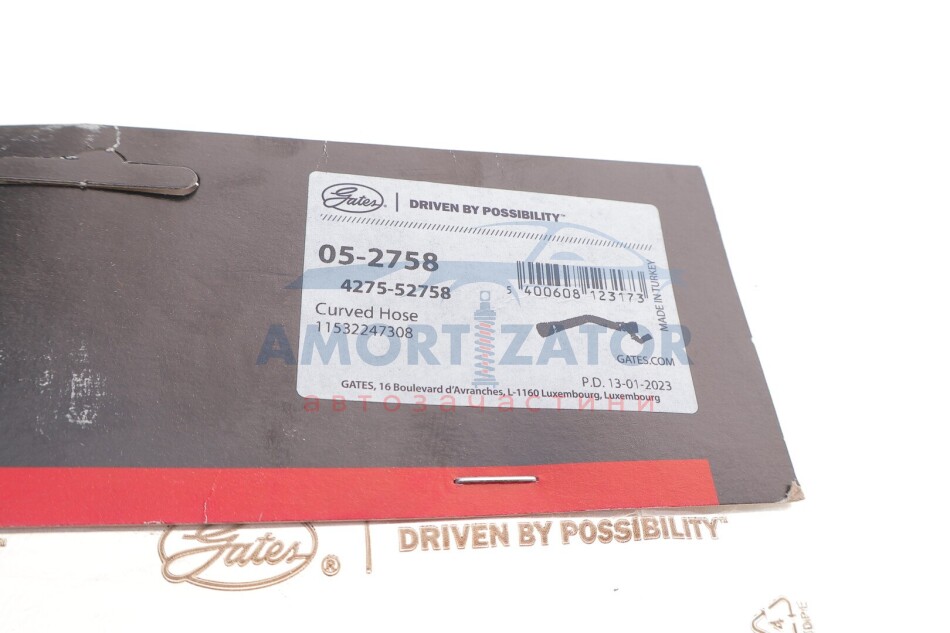 Gates. | DRIVEN BY POSSIBILITY™
05-2758
4275-52758
Curved Hose
11532247308
5 400608 123173
MADE IN TURKEY
GATES.COM
P.D. 13-01-2023
GATES, 16 Boulevard d'Avranches, L-1160 Luxembourg, Luxembourg
AMORTIZATOR
автозапчастини
Gates® | DRIVEN BY POSSIBILITY™
4